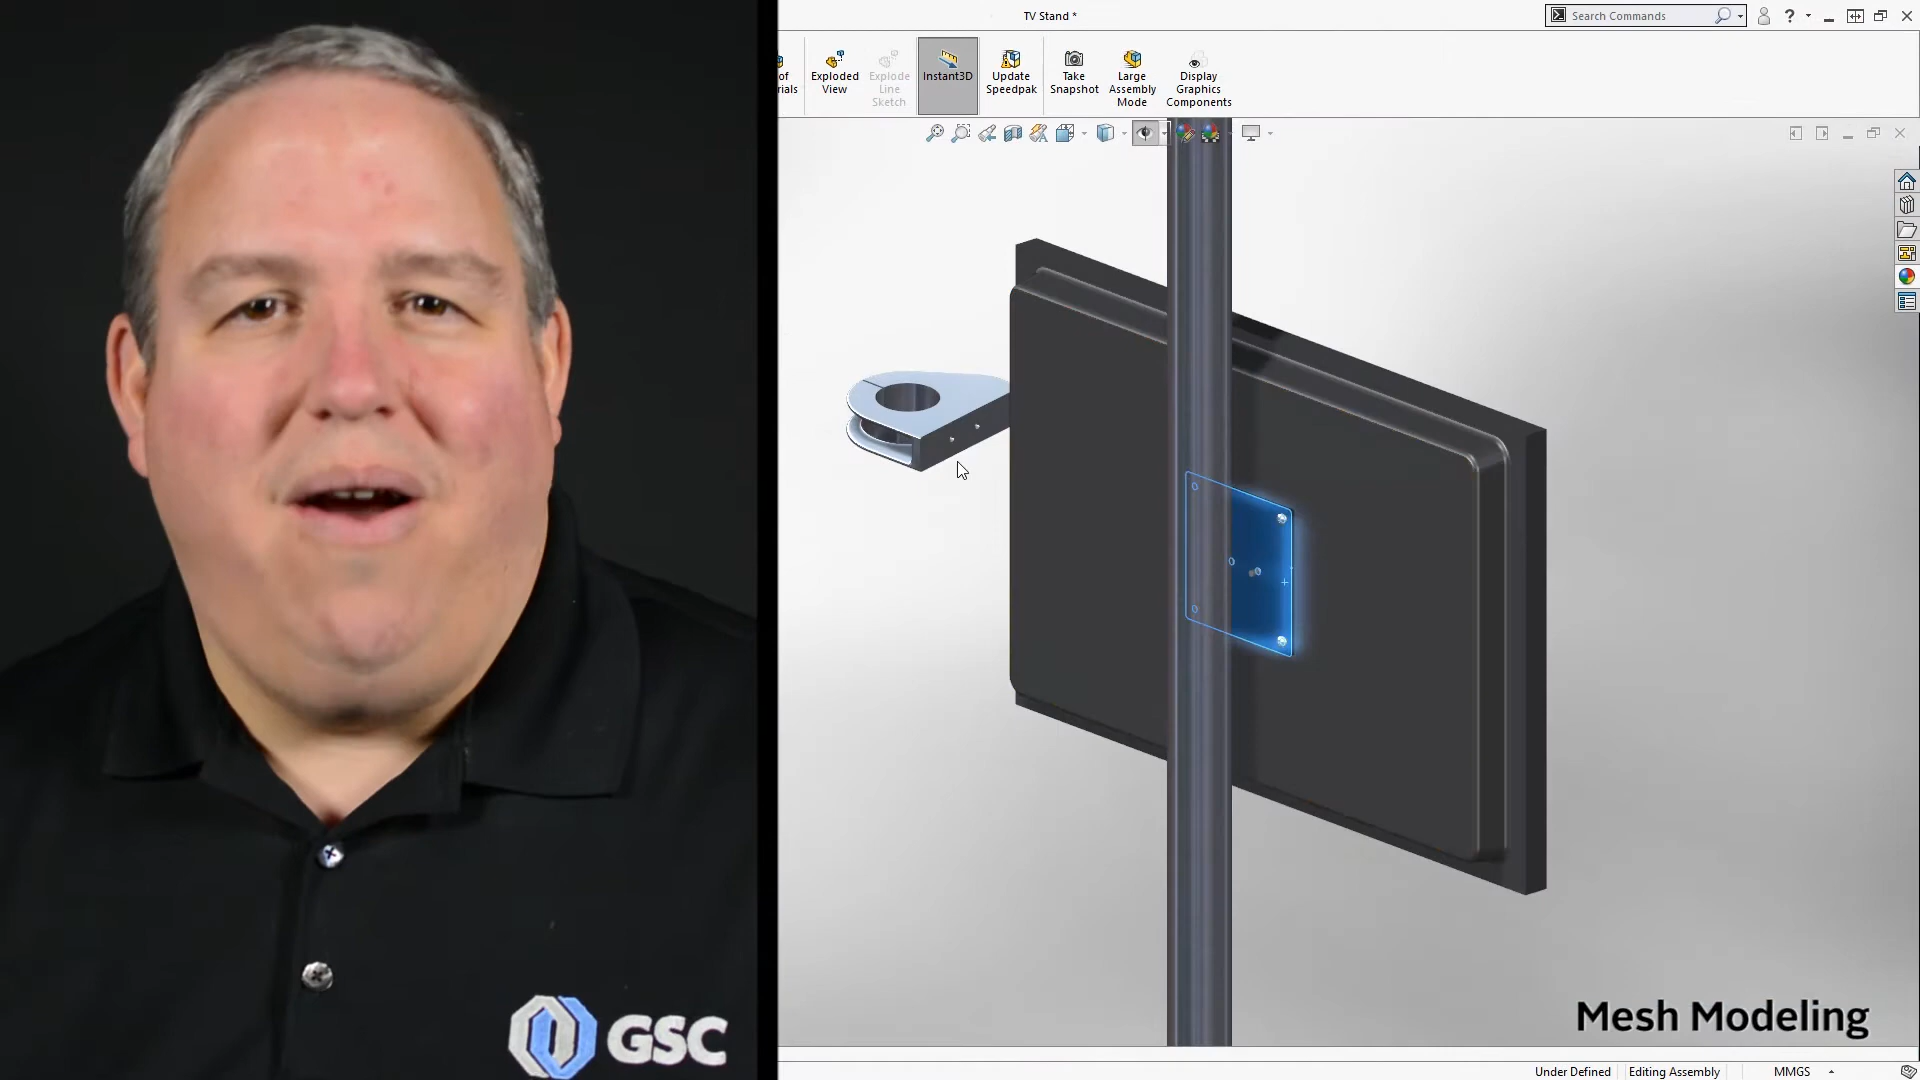 TV Stand *
Search Commands
?
of
rials
Exploded
View
Explode
Line
Sketch
Instant3D
Update
Speedpak
Take
Snapshot
Large
Assembly
Mode
Display
Graphics
Components
GSC
Mesh Modeling
Under Defined
Editing Assembly
MMGS